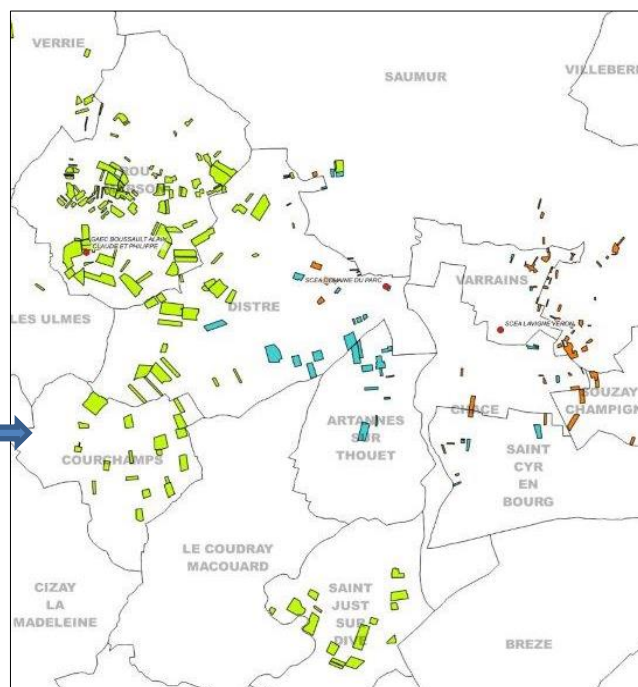 VERRIE
SAUMUR
VILLEBER
ROU
GAEC BOUSSAULT ALAIN
CLAUDE ET PHILIPPE
SCEA DOMAINE DU PARC
VARRAINS
LES ULMES
DISTRE
SCEA LAVIGNE VERON
SOUZAY
CHAMPIGN
CHACE
ARTANNES
SUR
THOUET
COURCHAMPS
SAINT
CYR
EN
BOURG
LE COUDRAY
MACOUARD
CIZAY
LA
MADELEINE
SAINT
JUST
SUR
DIVE
BREZE